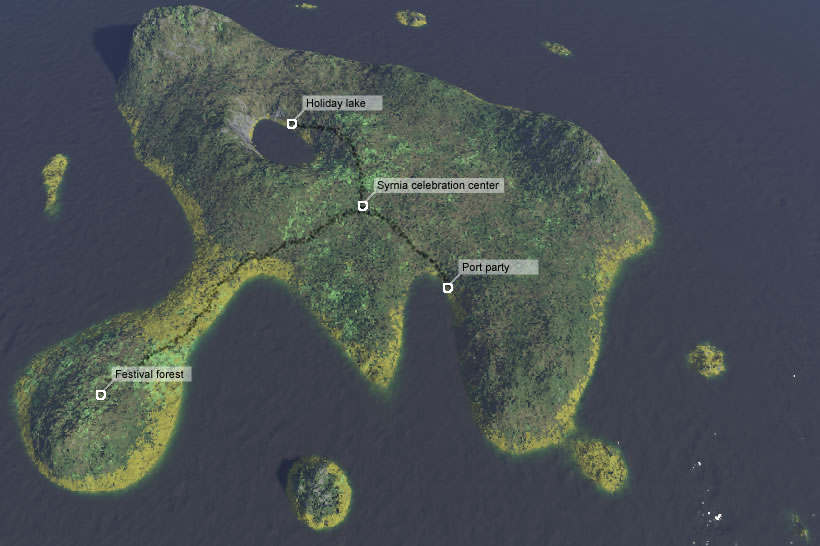 Holiday lake
Syrnia celebration center
Port party
Festival forest